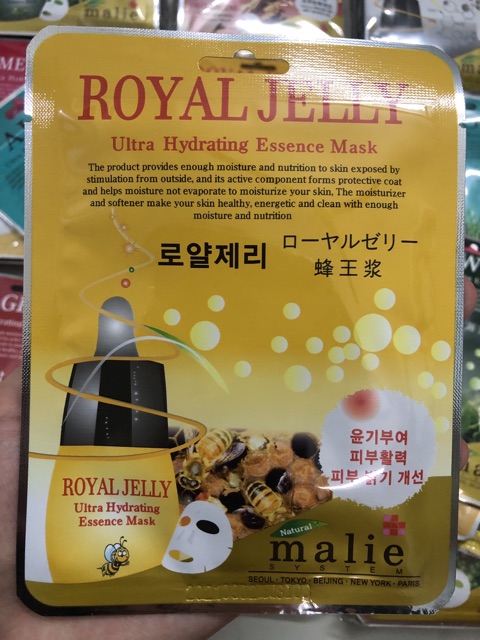 ROYAL JELLY
Ultra Hydrating Essence Mask
The product provides enough moisture and nutrition to skin exposed by
stimulation from outside, and its active component forms protective coat
and helps moisture not evaporate to moisturize your skin. The moisturizer
and softener make your skin healthy, energetic and clean with enough
moisture and nutrition
로얄제리
ローヤルゼリー
蜂王浆
윤기부여
피부활력
피부 밝기 개선
ROYAL JELLY
Ultra Hydrating
Essence Mask
Natural
malie
SYSTEM
SEOUL · TOKYO · BEIJING · NEW YORK · PARIS